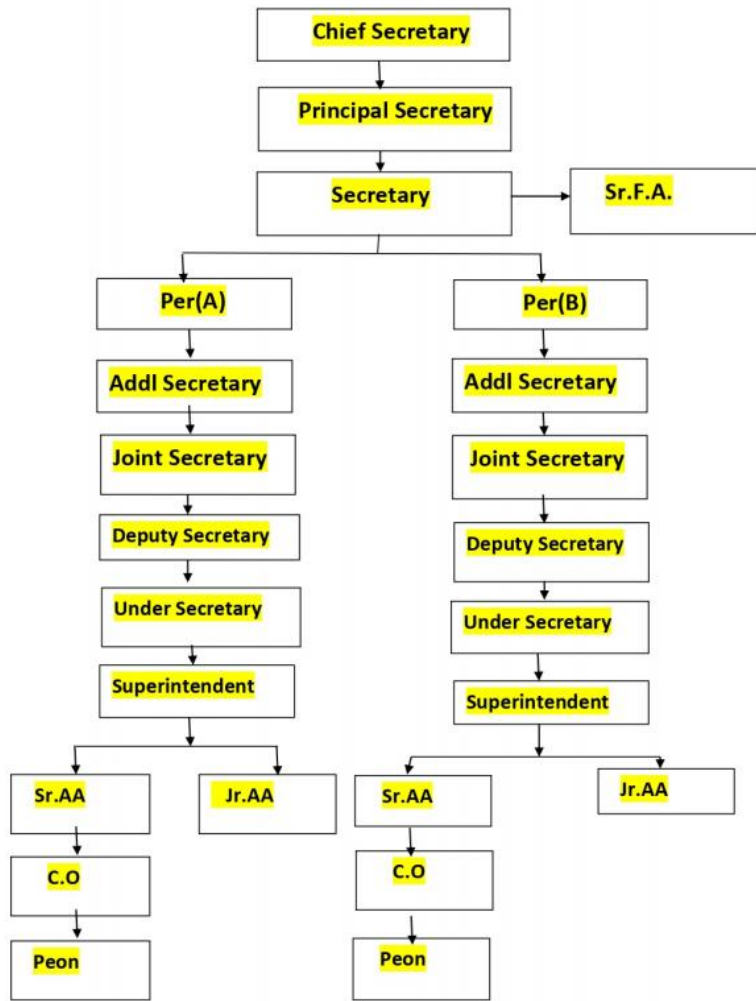 Chief Secretary
Principal Secretary
Secretary
Sr.F.A.
Per(A)
Per(B)
Addl Secretary
Addl Secretary
Joint Secretary
Joint Secretary
Deputy Secretary
Deputy Secretary
Under Secretary
Under Secretary
Superintendent
Superintendent
Sr.AA
Jr.AA
Sr.AA
Jr.AA
C.O
C.O
Peon
Peon